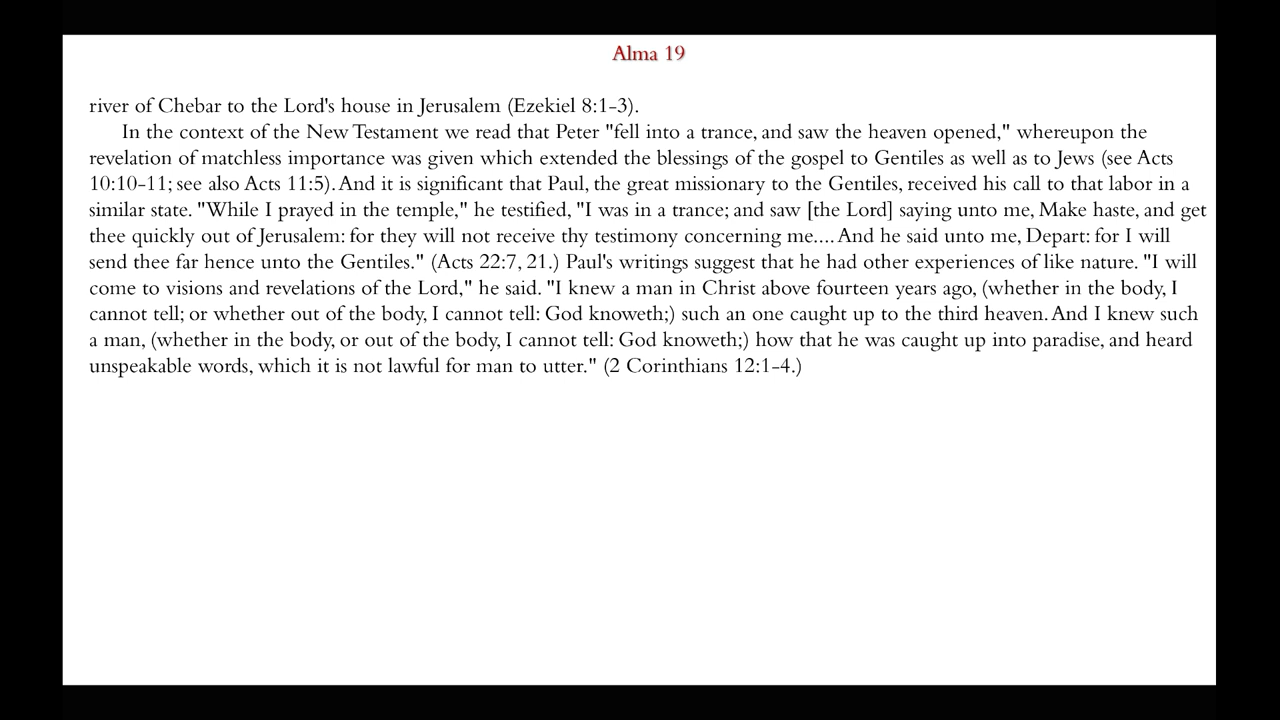 Alma 19
river of Chebar to the Lord's house in Jerusalem (Ezekiel 8:1-3).
In the context of the New Testament we read that Peter "fell into a trance, and saw the heaven opened," whereupon the
revelation of matchless importance was given which extended the blessings of the gospel to Gentiles as well as to Jews (see Acts
10:10-11; see also Acts 11:5). And it is significant that Paul, the great missionary to the Gentiles, received his call to that labor in a
similar state. "While I prayed in the temple," he testified, "I was in a trance; and saw [the Lord] saying unto me, Make haste, and get
thee quickly out of Jerusalem: for they will not receive thy testimony concerning me.... And he said unto me, Depart: for I will
send thee far hence unto the Gentiles." (Acts 22:7, 21.) Paul's writings suggest that he had other experiences of like nature. "I will
come to visions and revelations of the Lord," he said. "I knew a man in Christ above fourteen years ago, (whether in the body, I
cannot tell; or whether out of the body, I cannot tell: God knoweth;) such an one caught up to the third heaven. And I knew such
a man, (whether in the body, or out of the body, I cannot tell: God knoweth;) how that he was caught up into paradise, and heard
unspeakable words, which it is not lawful for man to utter." (2 Corinthians 12:1-4.)